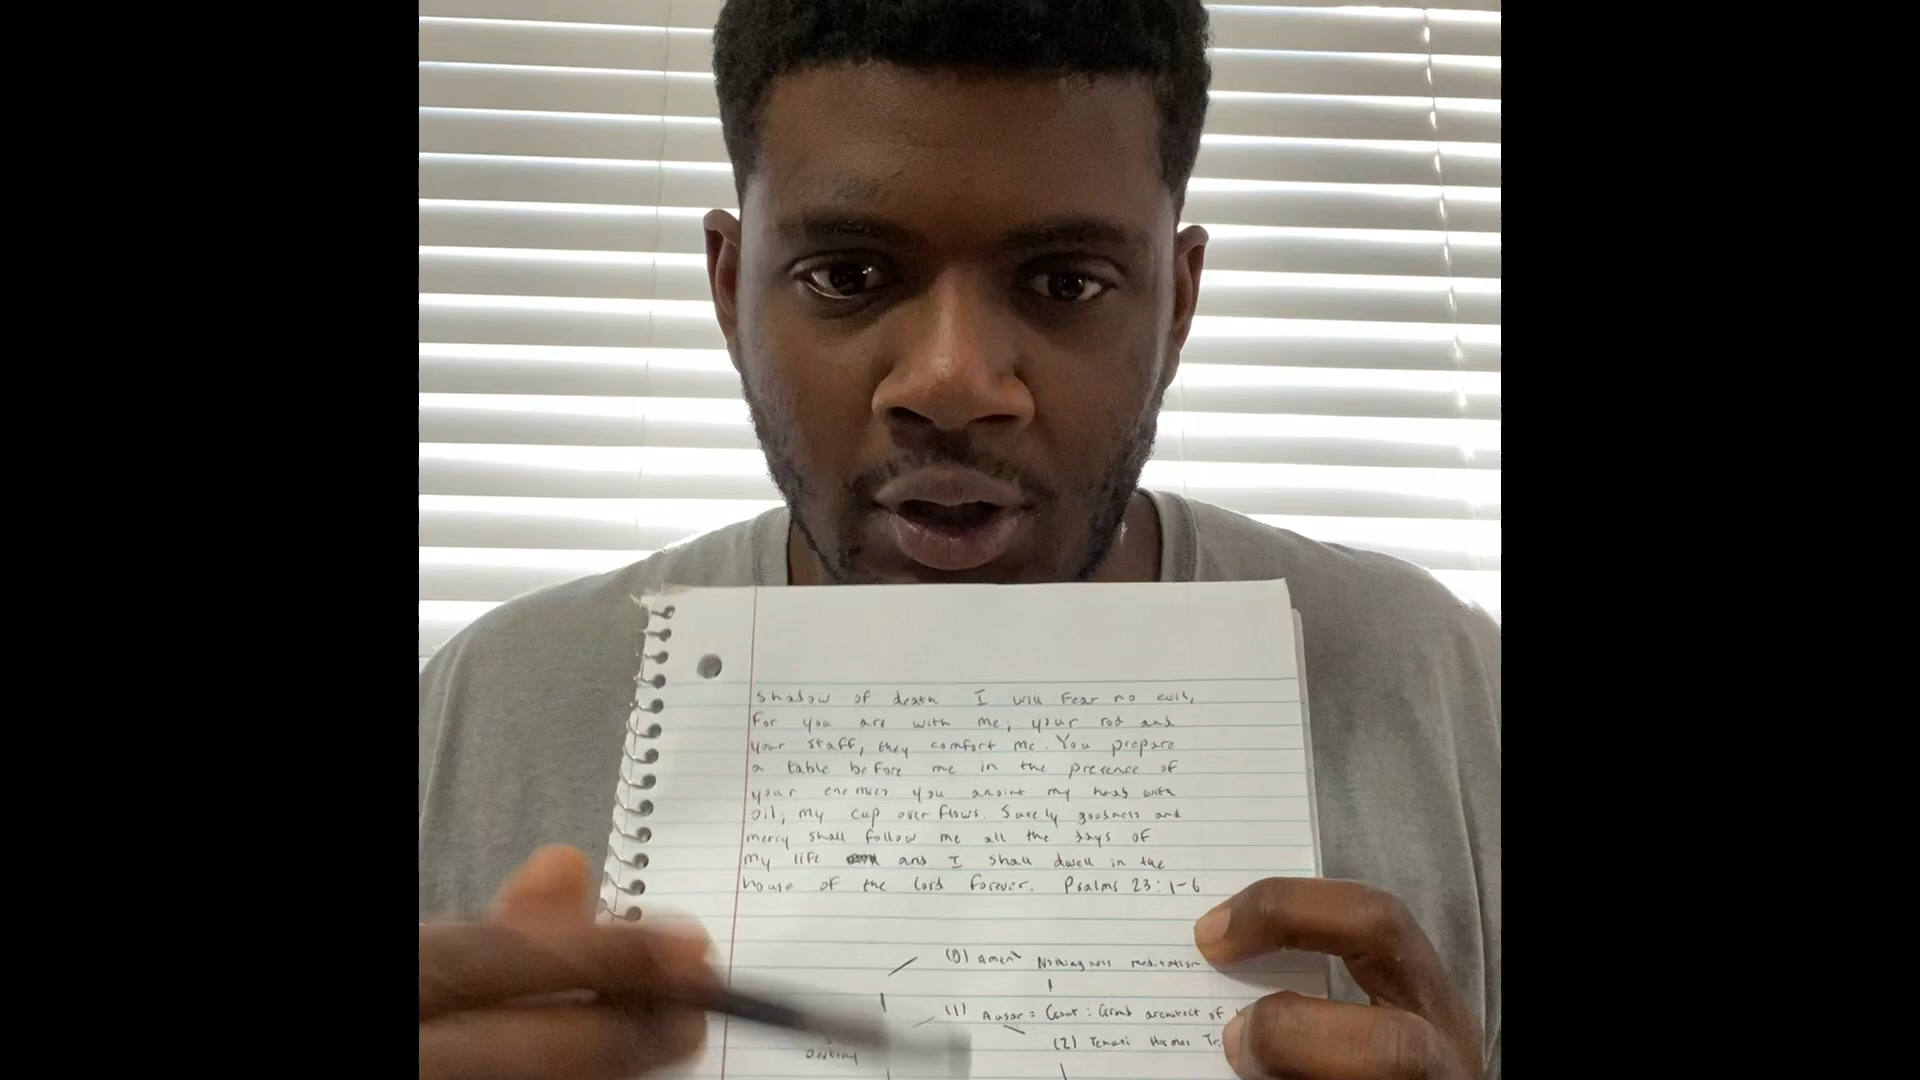 Shadow of death I will Fear no evil,
For you are with me; your rod and
your staff, they comfort me. You prepare
a table before me in the presence of
your enemies you anoint my head with
oil; my cup over flows. Surely goodness and
mercy shall follow me all the days of
my life and I shall dwell in the
house of the Lord Forever. Psalms 23:1-6
(0) Amen Nothingness meditation
(1) Ausar = : Grand architect of
(2) Tehuti Hermes